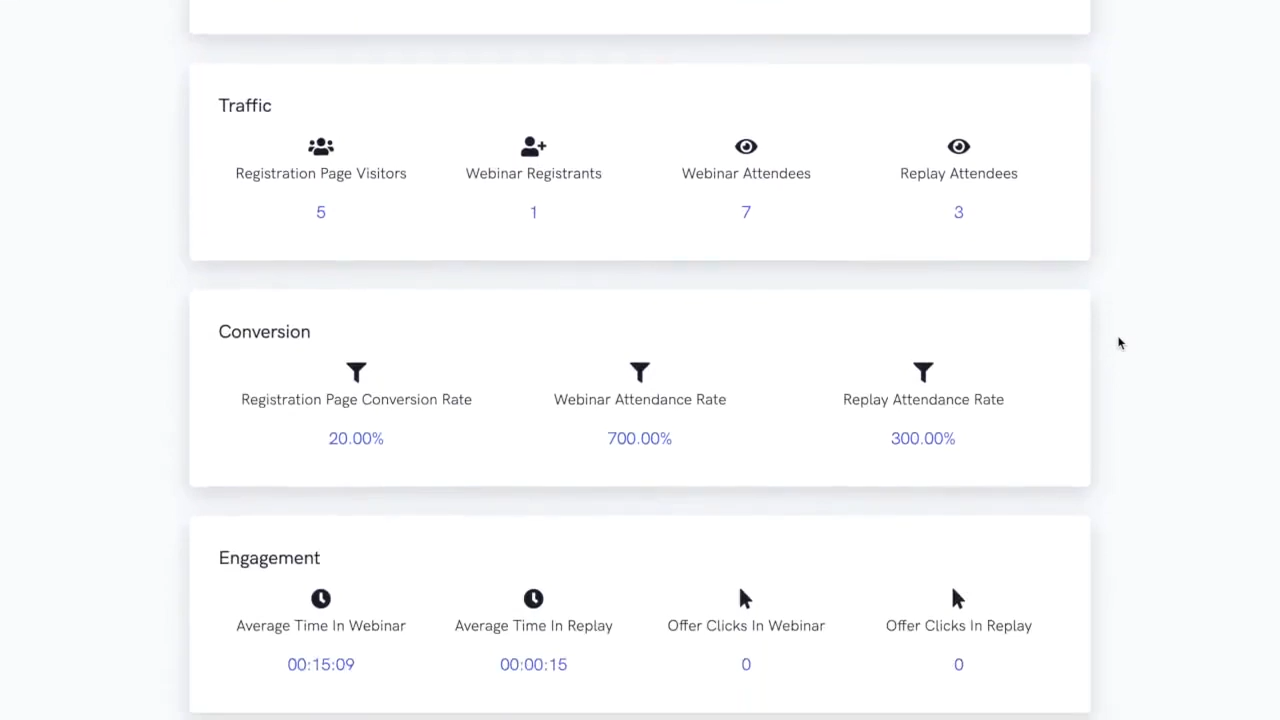 Traffic
Registration Page Visitors Webinar Registrants Webinar Attendees Replay Attendees
5 1 7 3
Conversion
Registration Page Conversion Rate Webinar Attendance Rate Replay Attendance Rate
20.00% 700.00% 300.00%
Engagement
Average Time In Webinar Average Time In Replay Offer Clicks In Webinar Offer Clicks In Replay
00:15:09 00:00:15 0 0